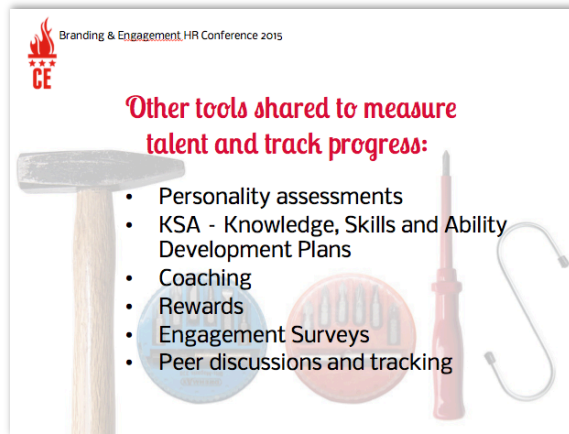 Branding & Engagement HR Conference 2015
CE
Other tools shared to measure
talent and track progress:
• Personality assessments
• KSA - Knowledge, Skills and Ability
Development Plans
• Coaching
• Rewards
• Engagement Surveys
• Peer discussions and tracking